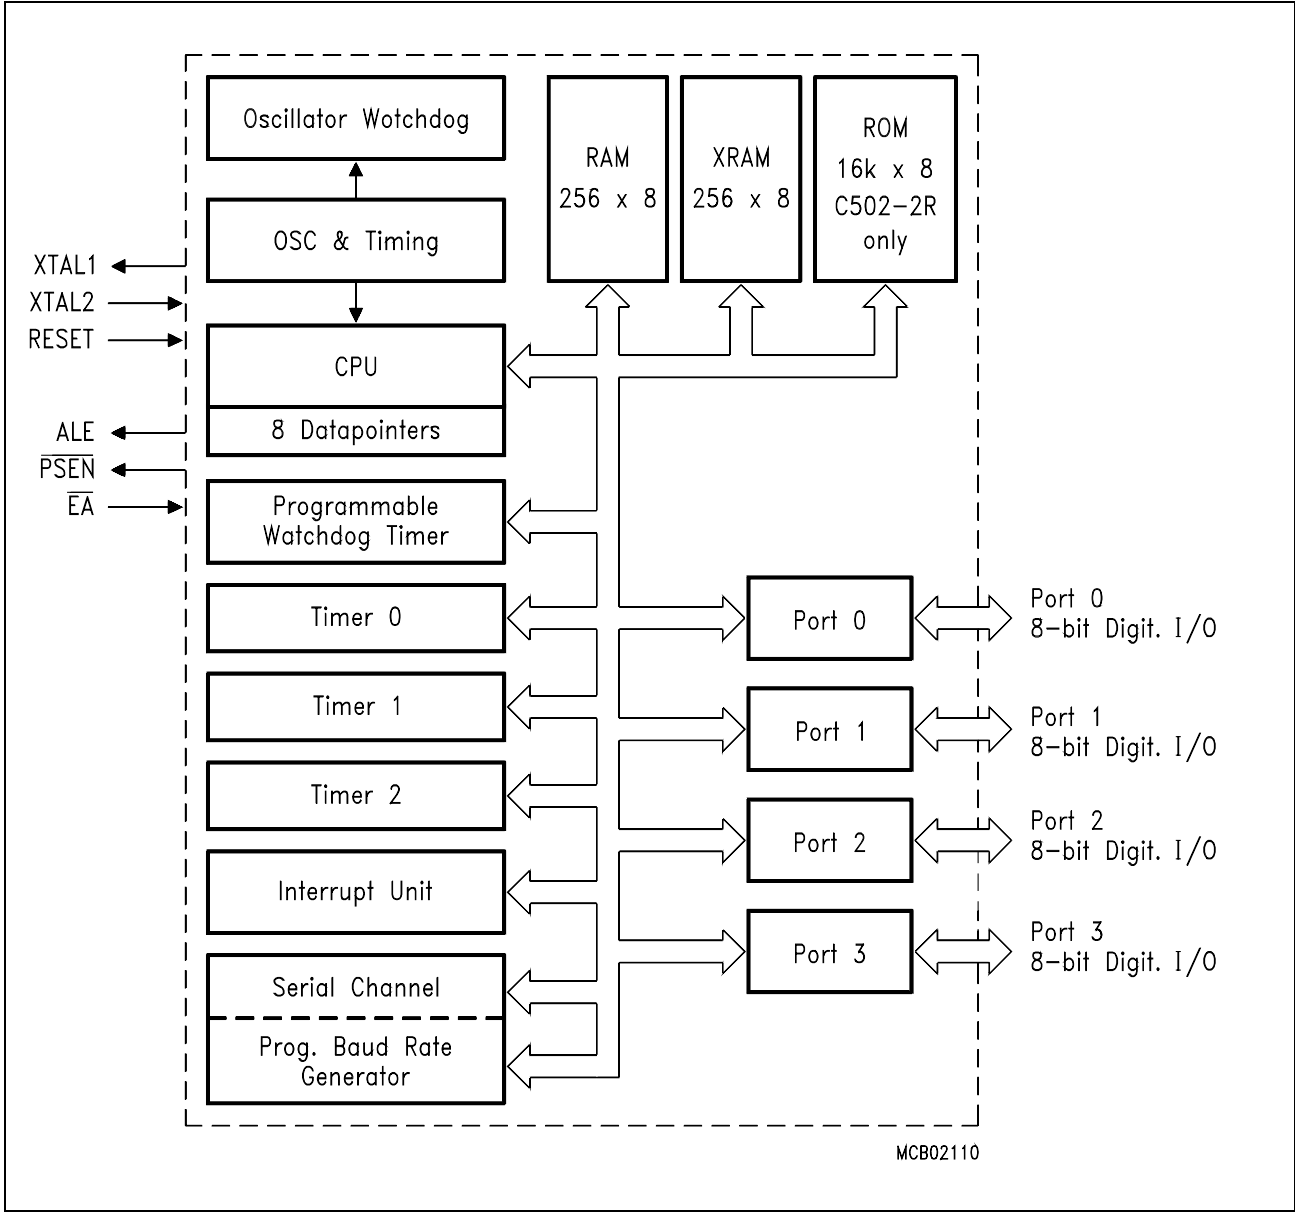 Oscillator Wotchdog
OSC & Timing
XTAL1
XTAL2
RESET
CPU
8 Datapointers
ALE
PSEN
EA
Programmable
Watchdog Timer
Timer 0
Timer 1
Timer 2
Interrupt Unit
Serial Channel
Prog. Baud Rate
Generator
RAM
256 x 8
XRAM
256 x 8
ROM
16k x 8
C502-2R
only
Port 0
Port 0
8-bit Digit. I/O
Port 1
Port 1
8-bit Digit. I/O
Port 2
Port 2
8-bit Digit. I/O
Port 3
Port 3
8-bit Digit. I/O
MCB02110